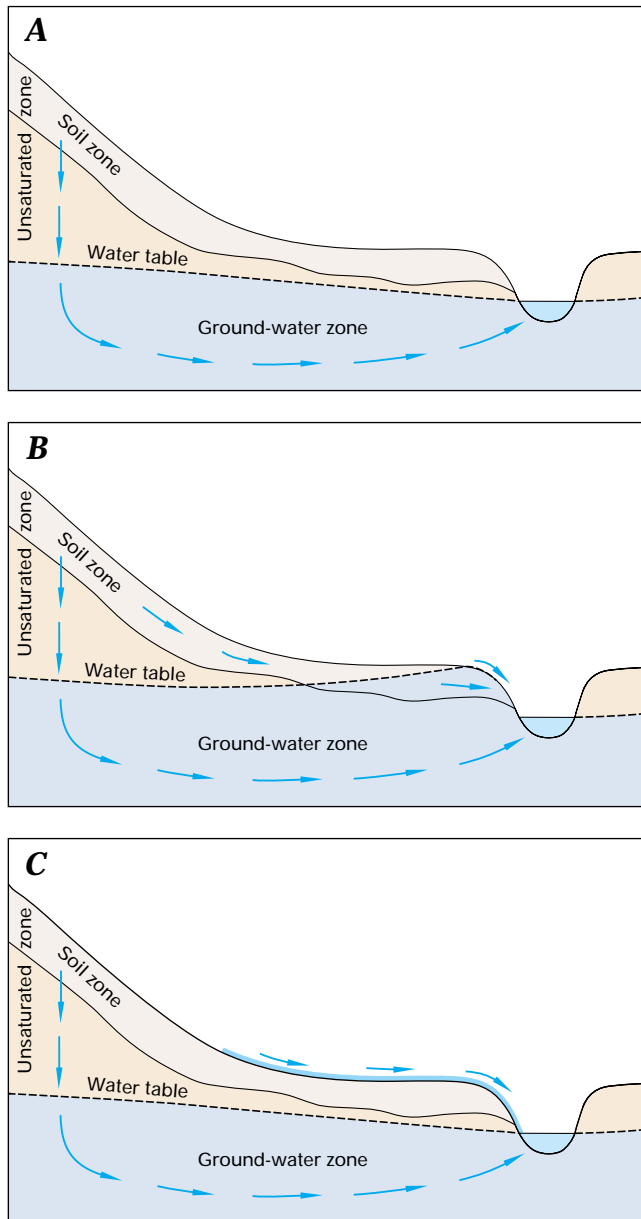 A
Unsaturated zone
Soil zone
Water table
Ground-water zone
B
Unsaturated zone
Soil zone
Water table
Ground-water zone
C
Unsaturated zone
Soil zone
Water table
Ground-water zone